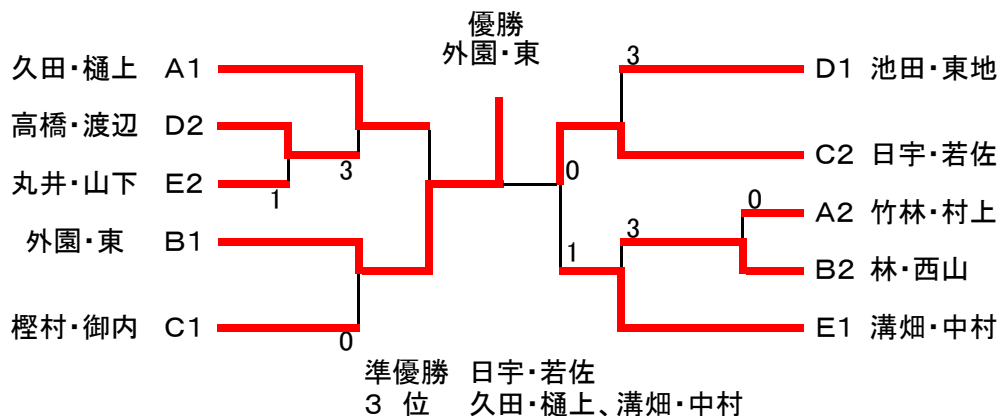 優勝
外園・東
久田・樋上 A1
高橋・渡辺 D2
3
丸井・山下 E2
1
外園・東 B1
樫村・御内 C1
0
3
D1 池田・東地
C2 日宇・若佐
0
0
A2 竹林・村上
3
1
B2 林・西山
E1 溝畑・中村
準優勝 日宇・若佐
3 位 久田・樋上、溝畑・中村